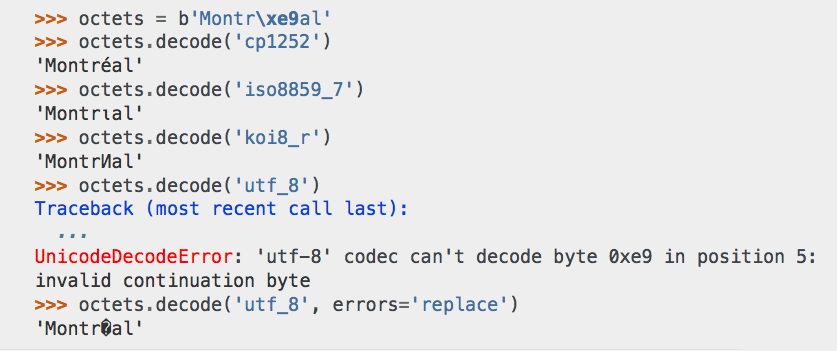 >>> octets = b'Montr\xe9al'
>>> octets.decode('cp1252')
'Montréal'
>>> octets.decode('iso8859_7')
'Montrιal'
>>> octets.decode('koi8_r')
'MontrИal'
>>> octets.decode('utf_8')
Traceback (most recent call last):
...
UnicodeDecodeError: 'utf-8' codec can't decode byte 0xe9 in position 5:
invalid continuation byte
>>> octets.decode('utf_8', errors='replace')
'Montr�al'